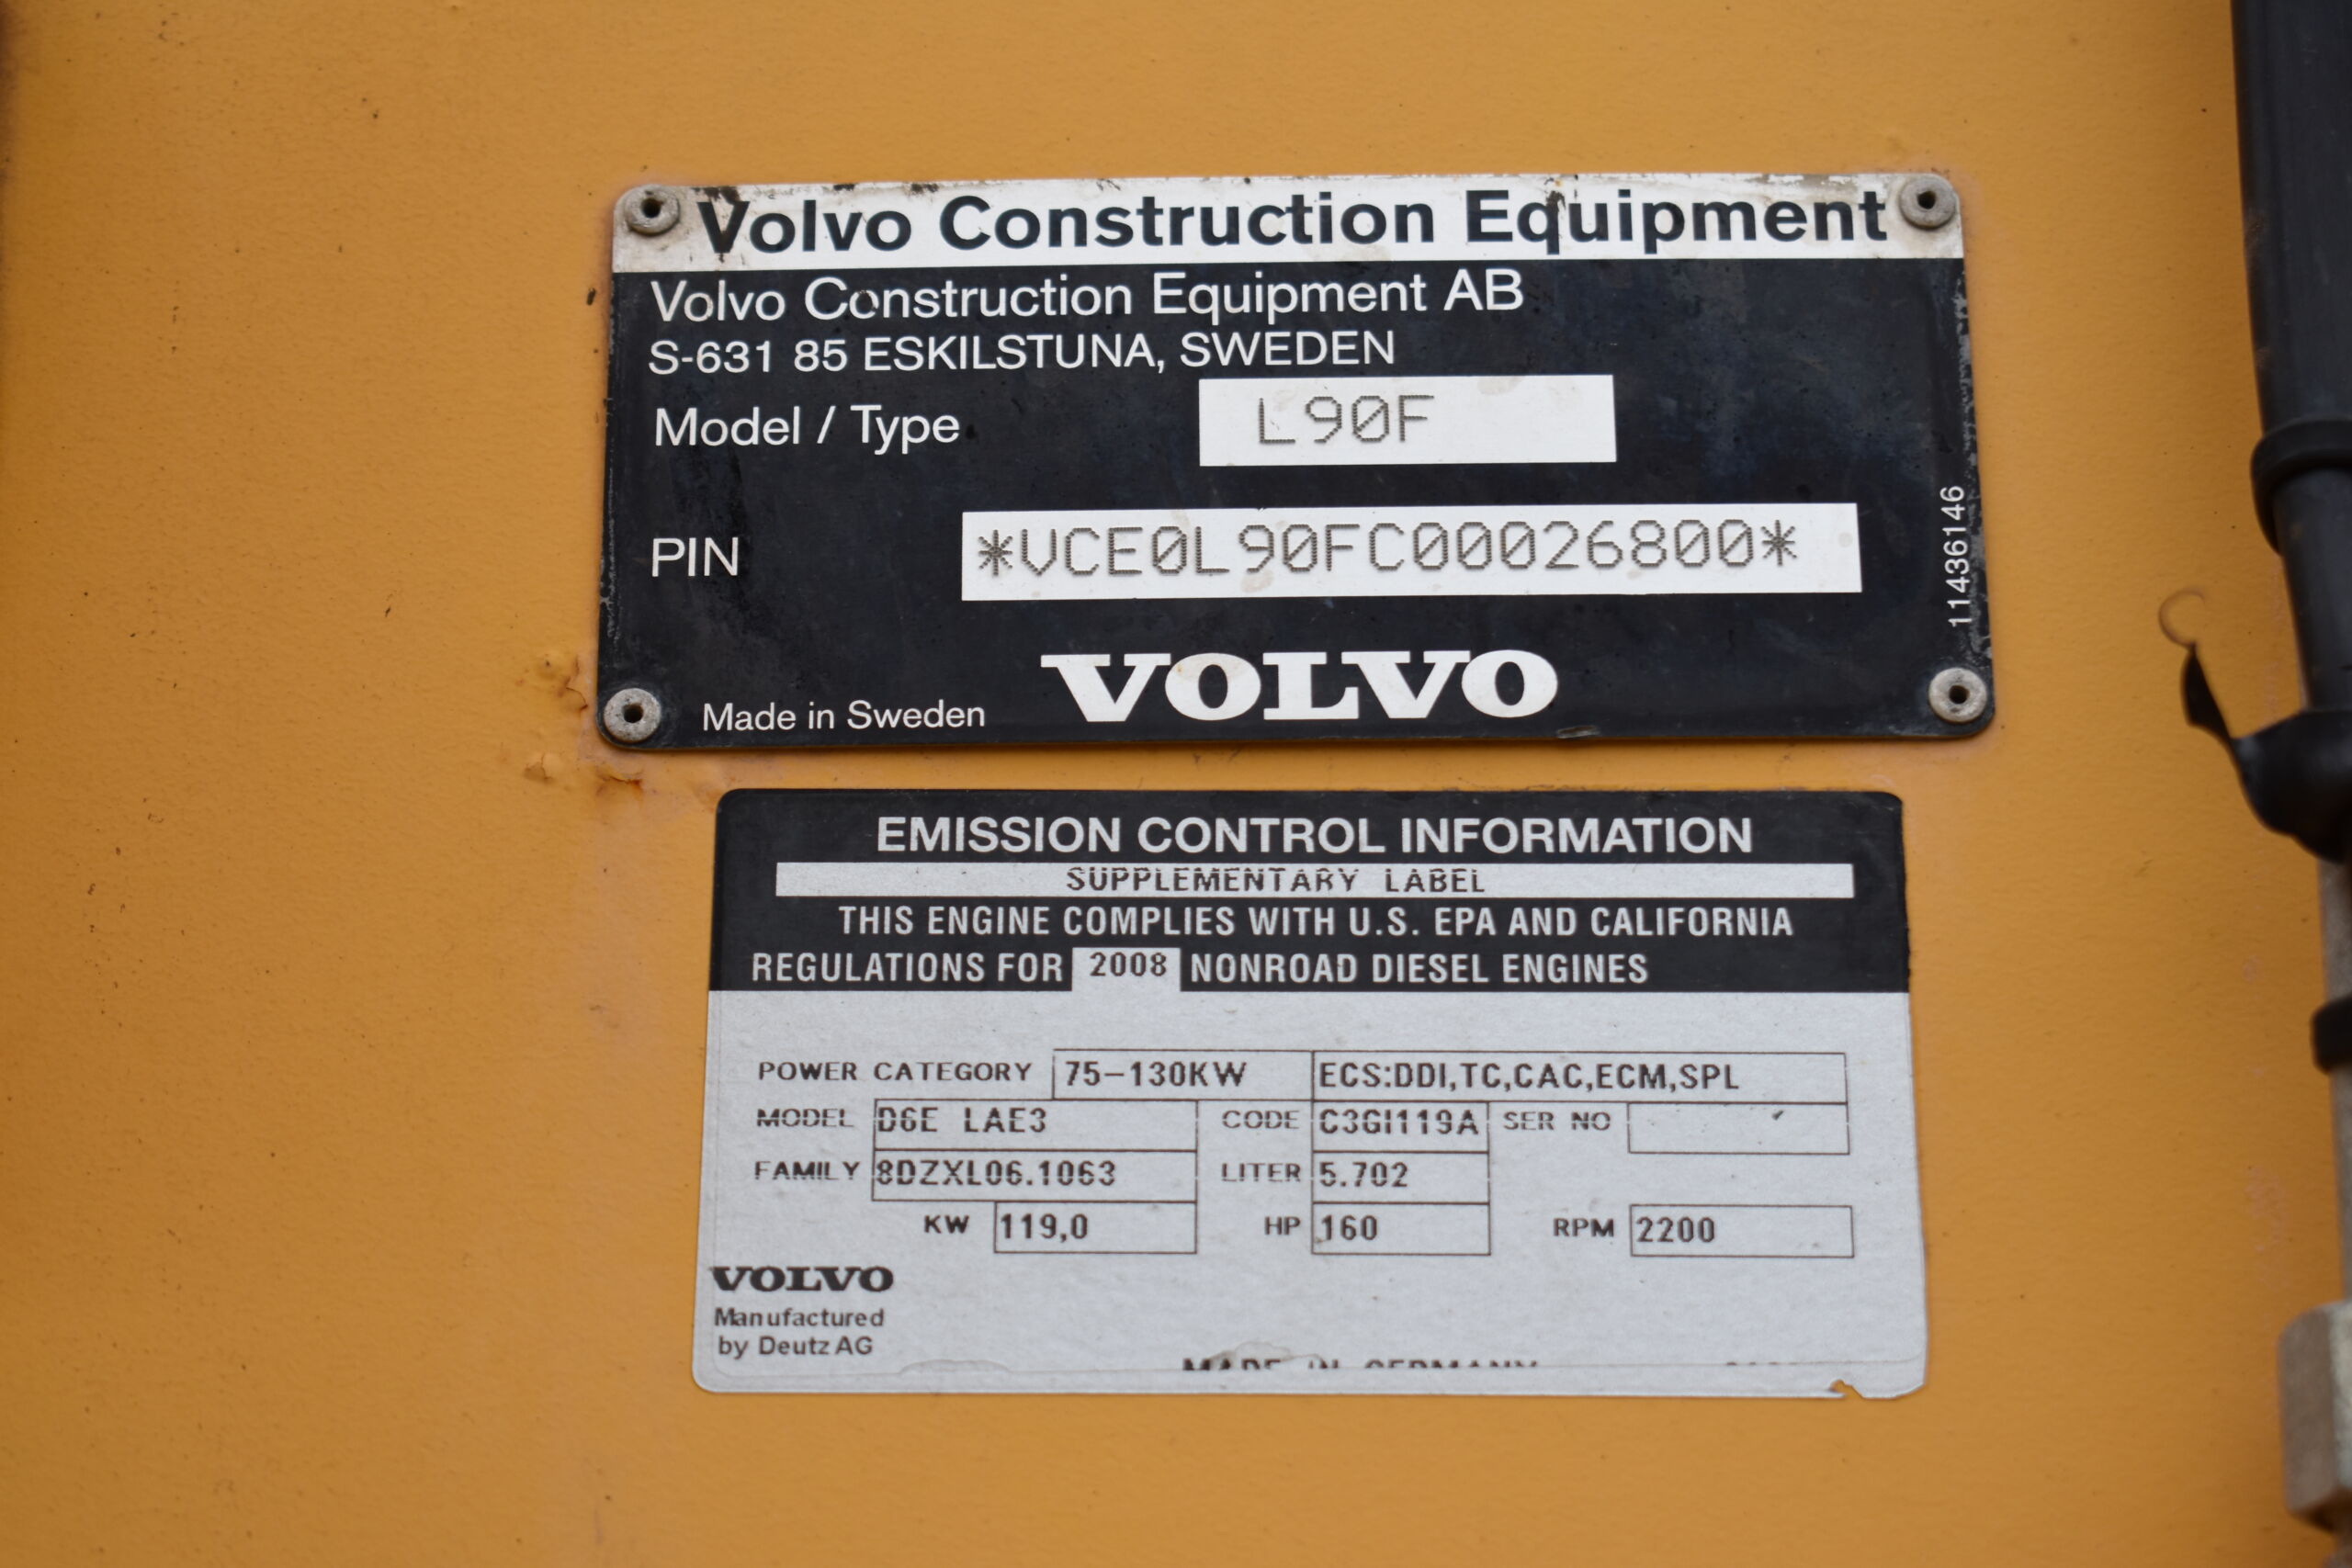 Volvo Construction Equipment
Volvo Construction Equipment AB
S-631 85 ESKILSTUNA, SWEDEN
Model / Type L90F
PIN *VCE0L90FC00026800*
11436146
Made in Sweden VOLVO
EMISSION CONTROL INFORMATION
SUPPLEMENTARY LABEL
THIS ENGINE COMPLIES WITH U.S. EPA AND CALIFORNIA
REGULATIONS FOR 2008 NONROAD DIESEL ENGINES
POWER CATEGORY 75-130KW ECS:DDI,TC,CAC,ECM,SPL
MODEL D6E LAE3 CODE C3GI119A SER NO
FAMILY 8DZXL06.1063 LITER 5.702
KW 119,0 HP 160 RPM 2200
VOLVO
Manufactured
by Deutz AG
MADE IN GERMANY